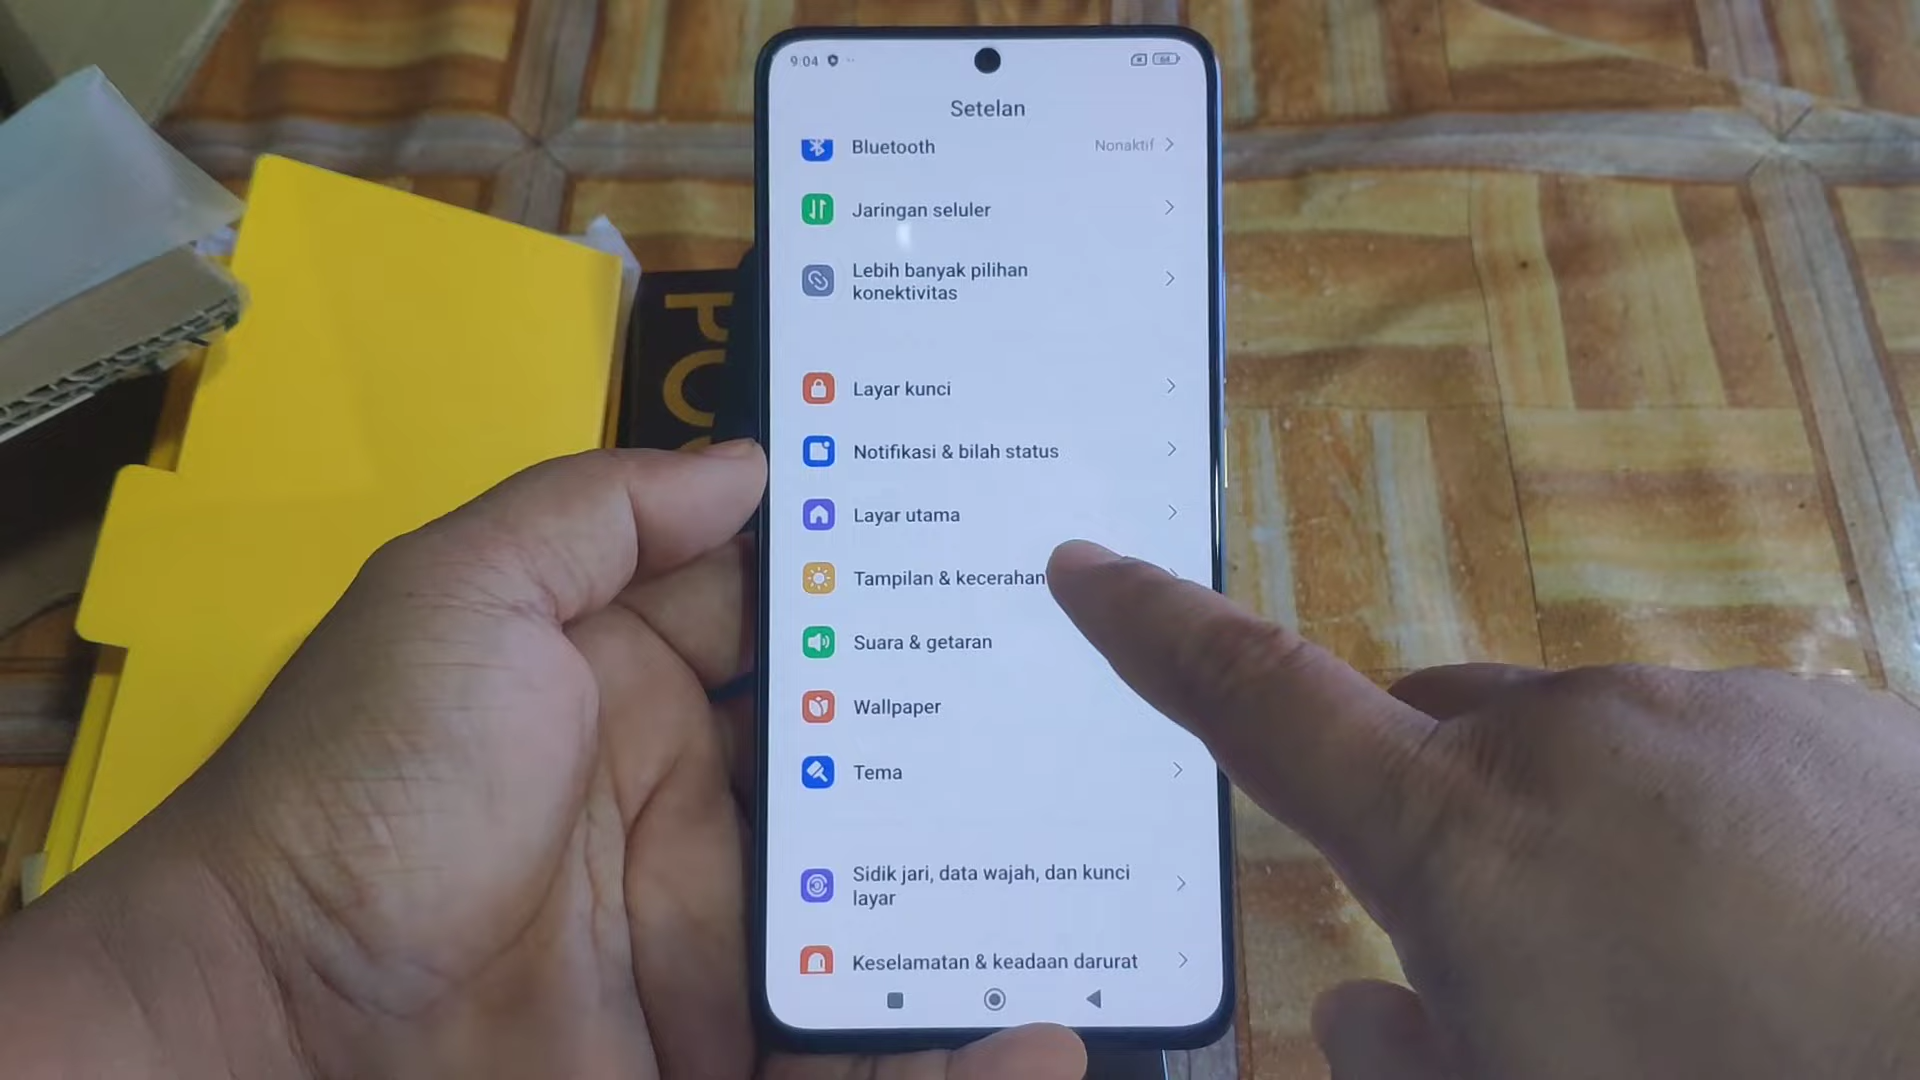 9:04
64
Setelan
Bluetooth
Nonaktif
Jaringan seluler
Lebih banyak pilihan
konektivitas
Layar kunci
Notifikasi & bilah status
Layar utama
Tampilan & kecerahan
Suara & getaran
Wallpaper
Tema
Sidik jari, data wajah, dan kunci
layar
Keselamatan & keadaan darurat